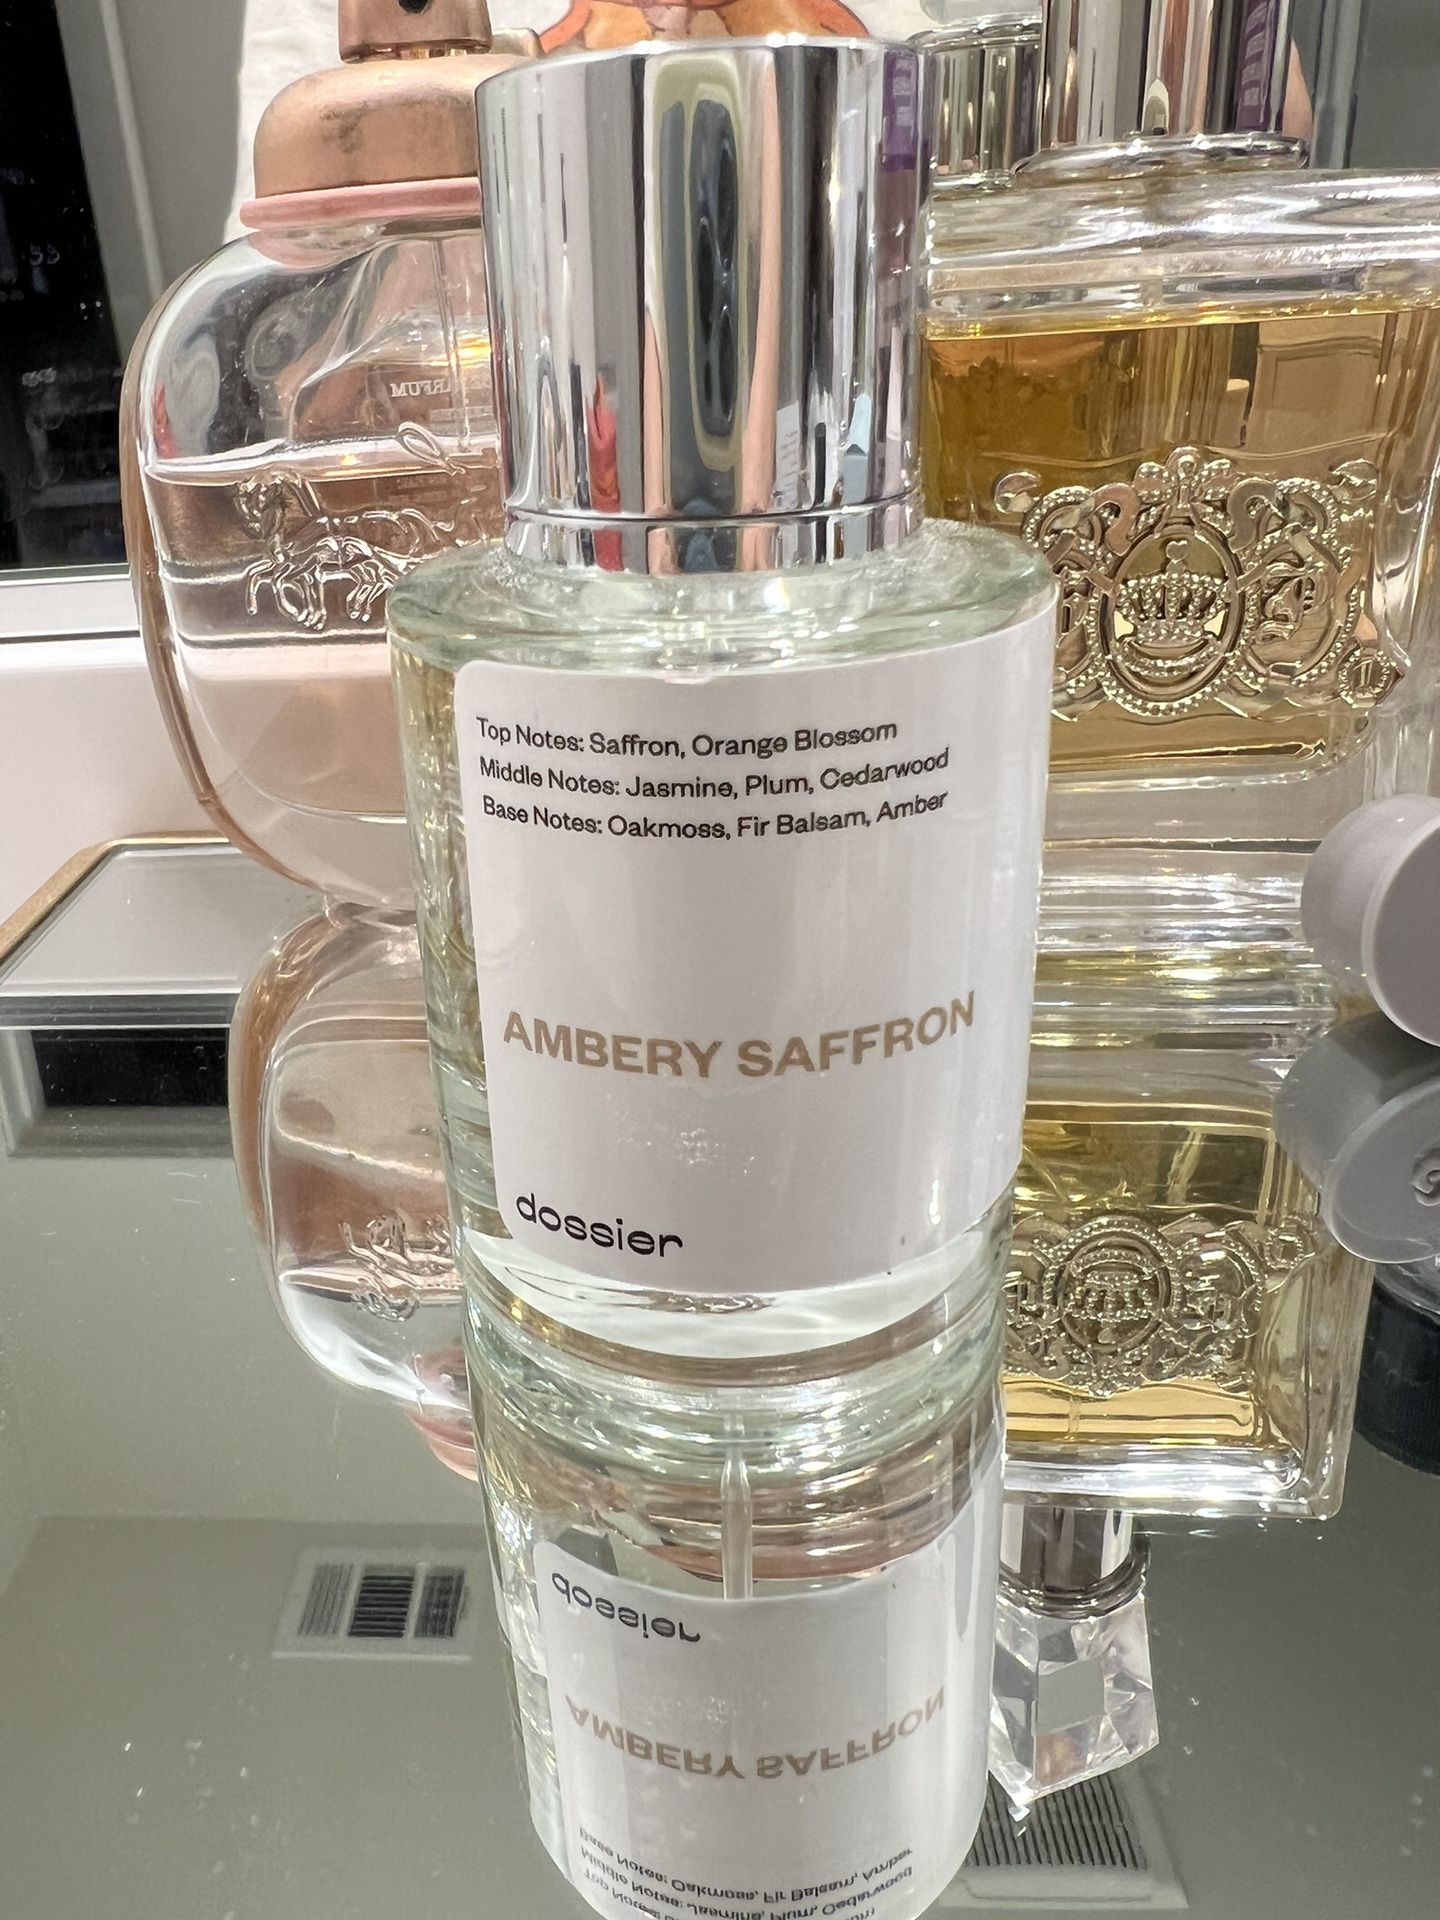 Top Notes: Saffron, Orange Blossom
Middle Notes: Jasmine, Plum, Cedarwood
Base Notes: Oakmoss, Fir Balsam, Amber
AMBERY SAFFRON
dossier